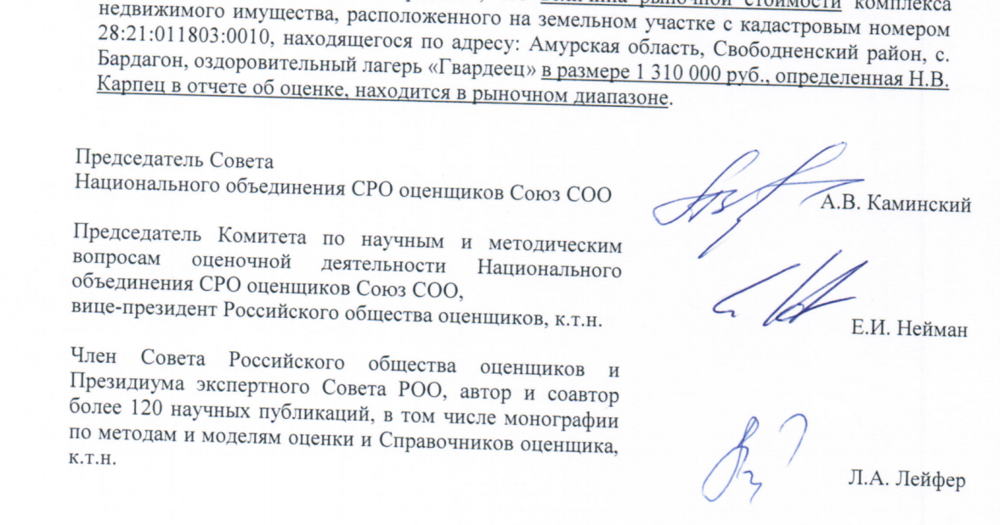 величина рыночной стоимости комплекса
недвижимого имущества, расположенного на земельном участке с кадастровым номером
28:21:011803:0010, находящегося по адресу: Амурская область, Свободненский район, с.
Бардагон, оздоровительный лагерь «Гвардеец» в размере 1 310 000 руб., определенная Н.В.
Карпец в отчете об оценке, находится в рыночном диапазоне.
Председатель Совета
Национального объединения СРО оценщиков Союз СОО
А.В. Каминский
Председатель Комитета по научным и методическим
вопросам оценочной деятельности Национального
объединения СРО оценщиков Союз СОО,
вице-президент Российского общества оценщиков, к.т.н.
Е.И. Нейман
Член Совета Российского общества оценщиков и
Президиума экспертного Совета РОО, автор и соавтор
более 120 научных публикаций, в том числе монографии
по методам и моделям оценки и Справочников оценщика,
к.т.н.
Л.А. Лейфер